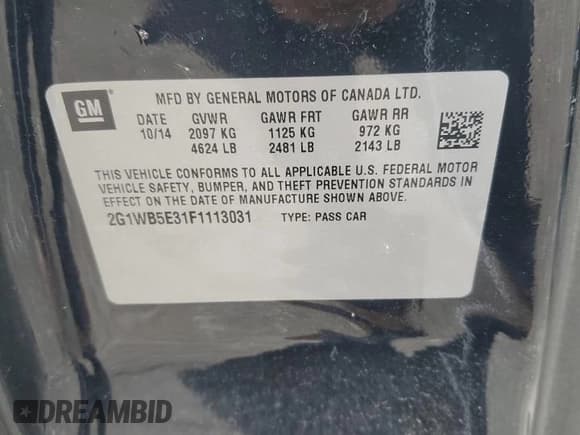 GM
MFD BY GENERAL MOTORS OF CANADA LTD.
DATE GVWR GAWR FRT GAWR RR
10/14 2097 KG 1125 KG 972 KG
4624 LB 2481 LB 2143 LB
THIS VEHICLE CONFORMS TO ALL APPLICABLE U.S. FEDERAL MOTOR
VEHICLE SAFETY, BUMPER, AND THEFT PREVENTION STANDARDS IN
EFFECT ON THE DATE OF MANUFACTURE SHOWN ABOVE.
2G1WB5E31F1113031 TYPE: PASS CAR
DREAMBID